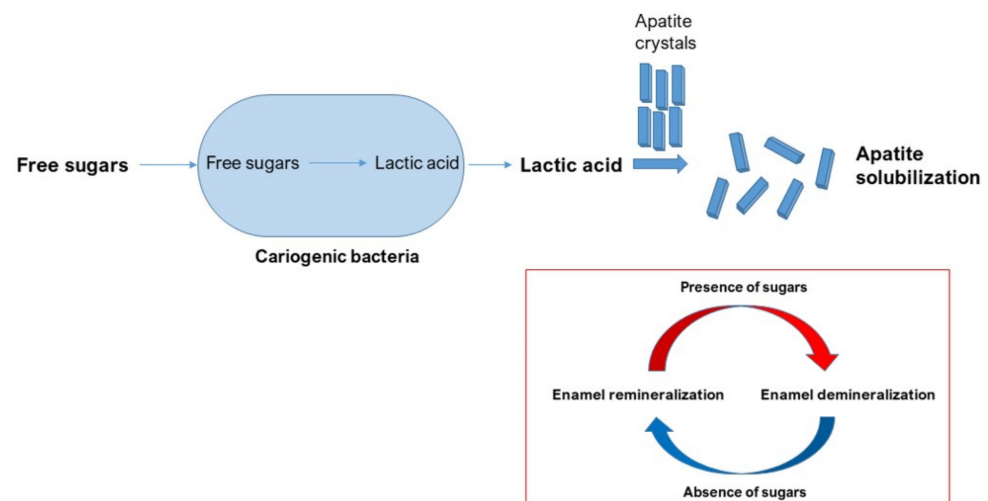 Apatite
crystals
Free sugars
Free sugars
Lactic acid
Lactic acid
Apatite
solubilization
Cariogenic bacteria
Presence of sugars
Enamel remineralization
Enamel demineralization
Absence of sugars